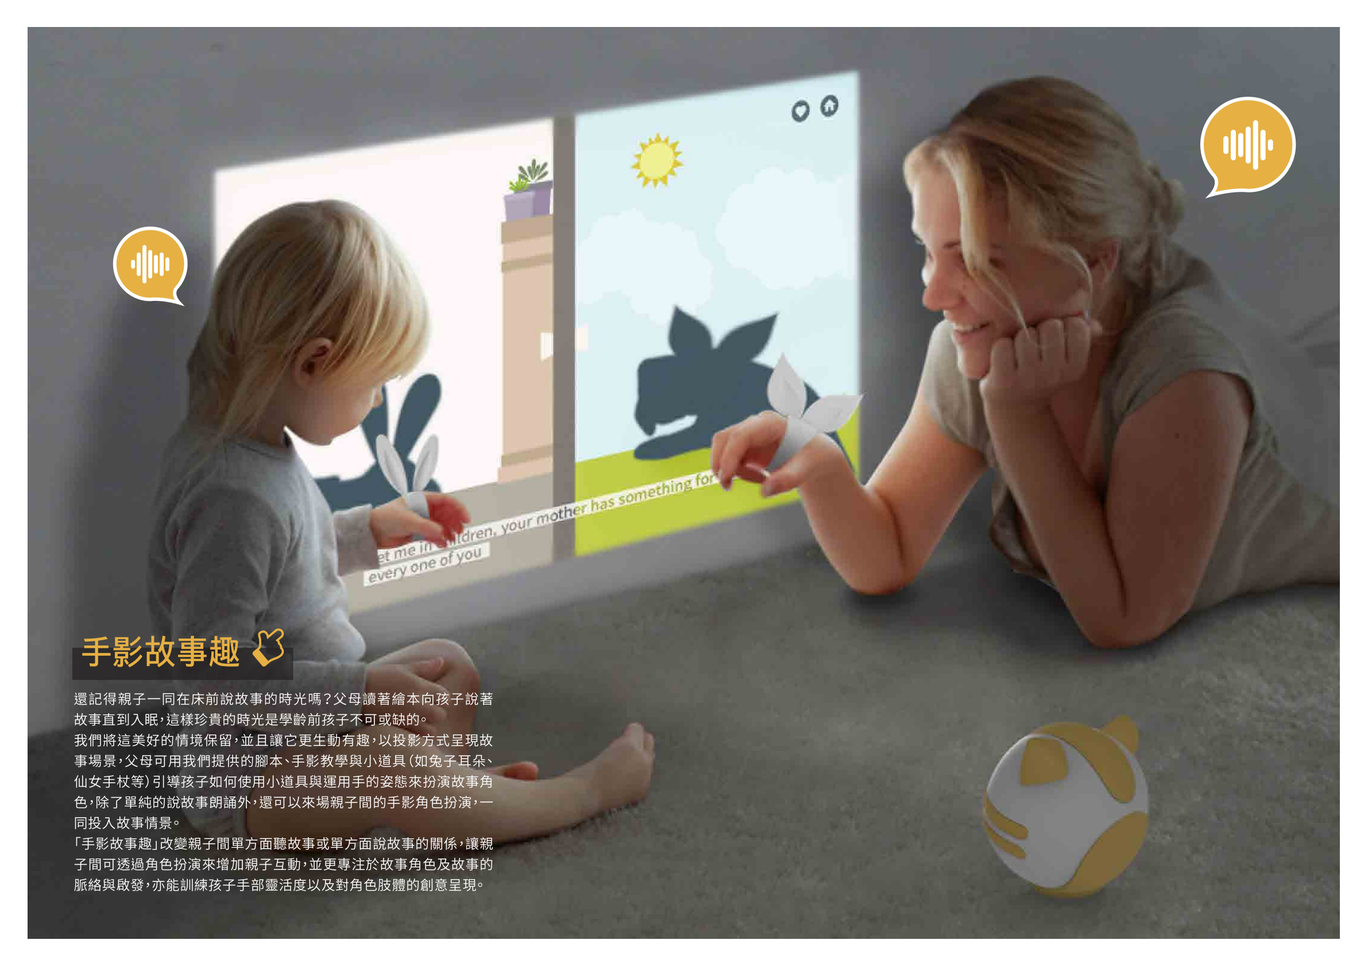 et me in children, your mother has something for
every one of you
手影故事趣
還記得親子一同在床前說故事的時光嗎？父母讀著繪本向孩子說著
故事直到入眠，這樣珍貴的時光是學齡前孩子不可或缺的。
我們將這美好的情境保留，並且讓它更生動有趣，以投影方式呈現故
事場景，父母可用我們提供的腳本、手影教學與小道具（如兔子耳朵、
仙女手杖等）引導孩子如何使用小道具與運用手的姿態來扮演故事角
色，除了單純的說故事朗誦外，還可以來場親子間的手影角色扮演，一
同投入故事情景。
「手影故事趣」改變親子間單方面聽故事或單方面說故事的關係，讓親
子間可透過角色扮演來增加親子互動，並更專注於故事角色及故事的
脈絡與啟發，亦能訓練孩子手部靈活度以及對角色肢體的創意呈現。